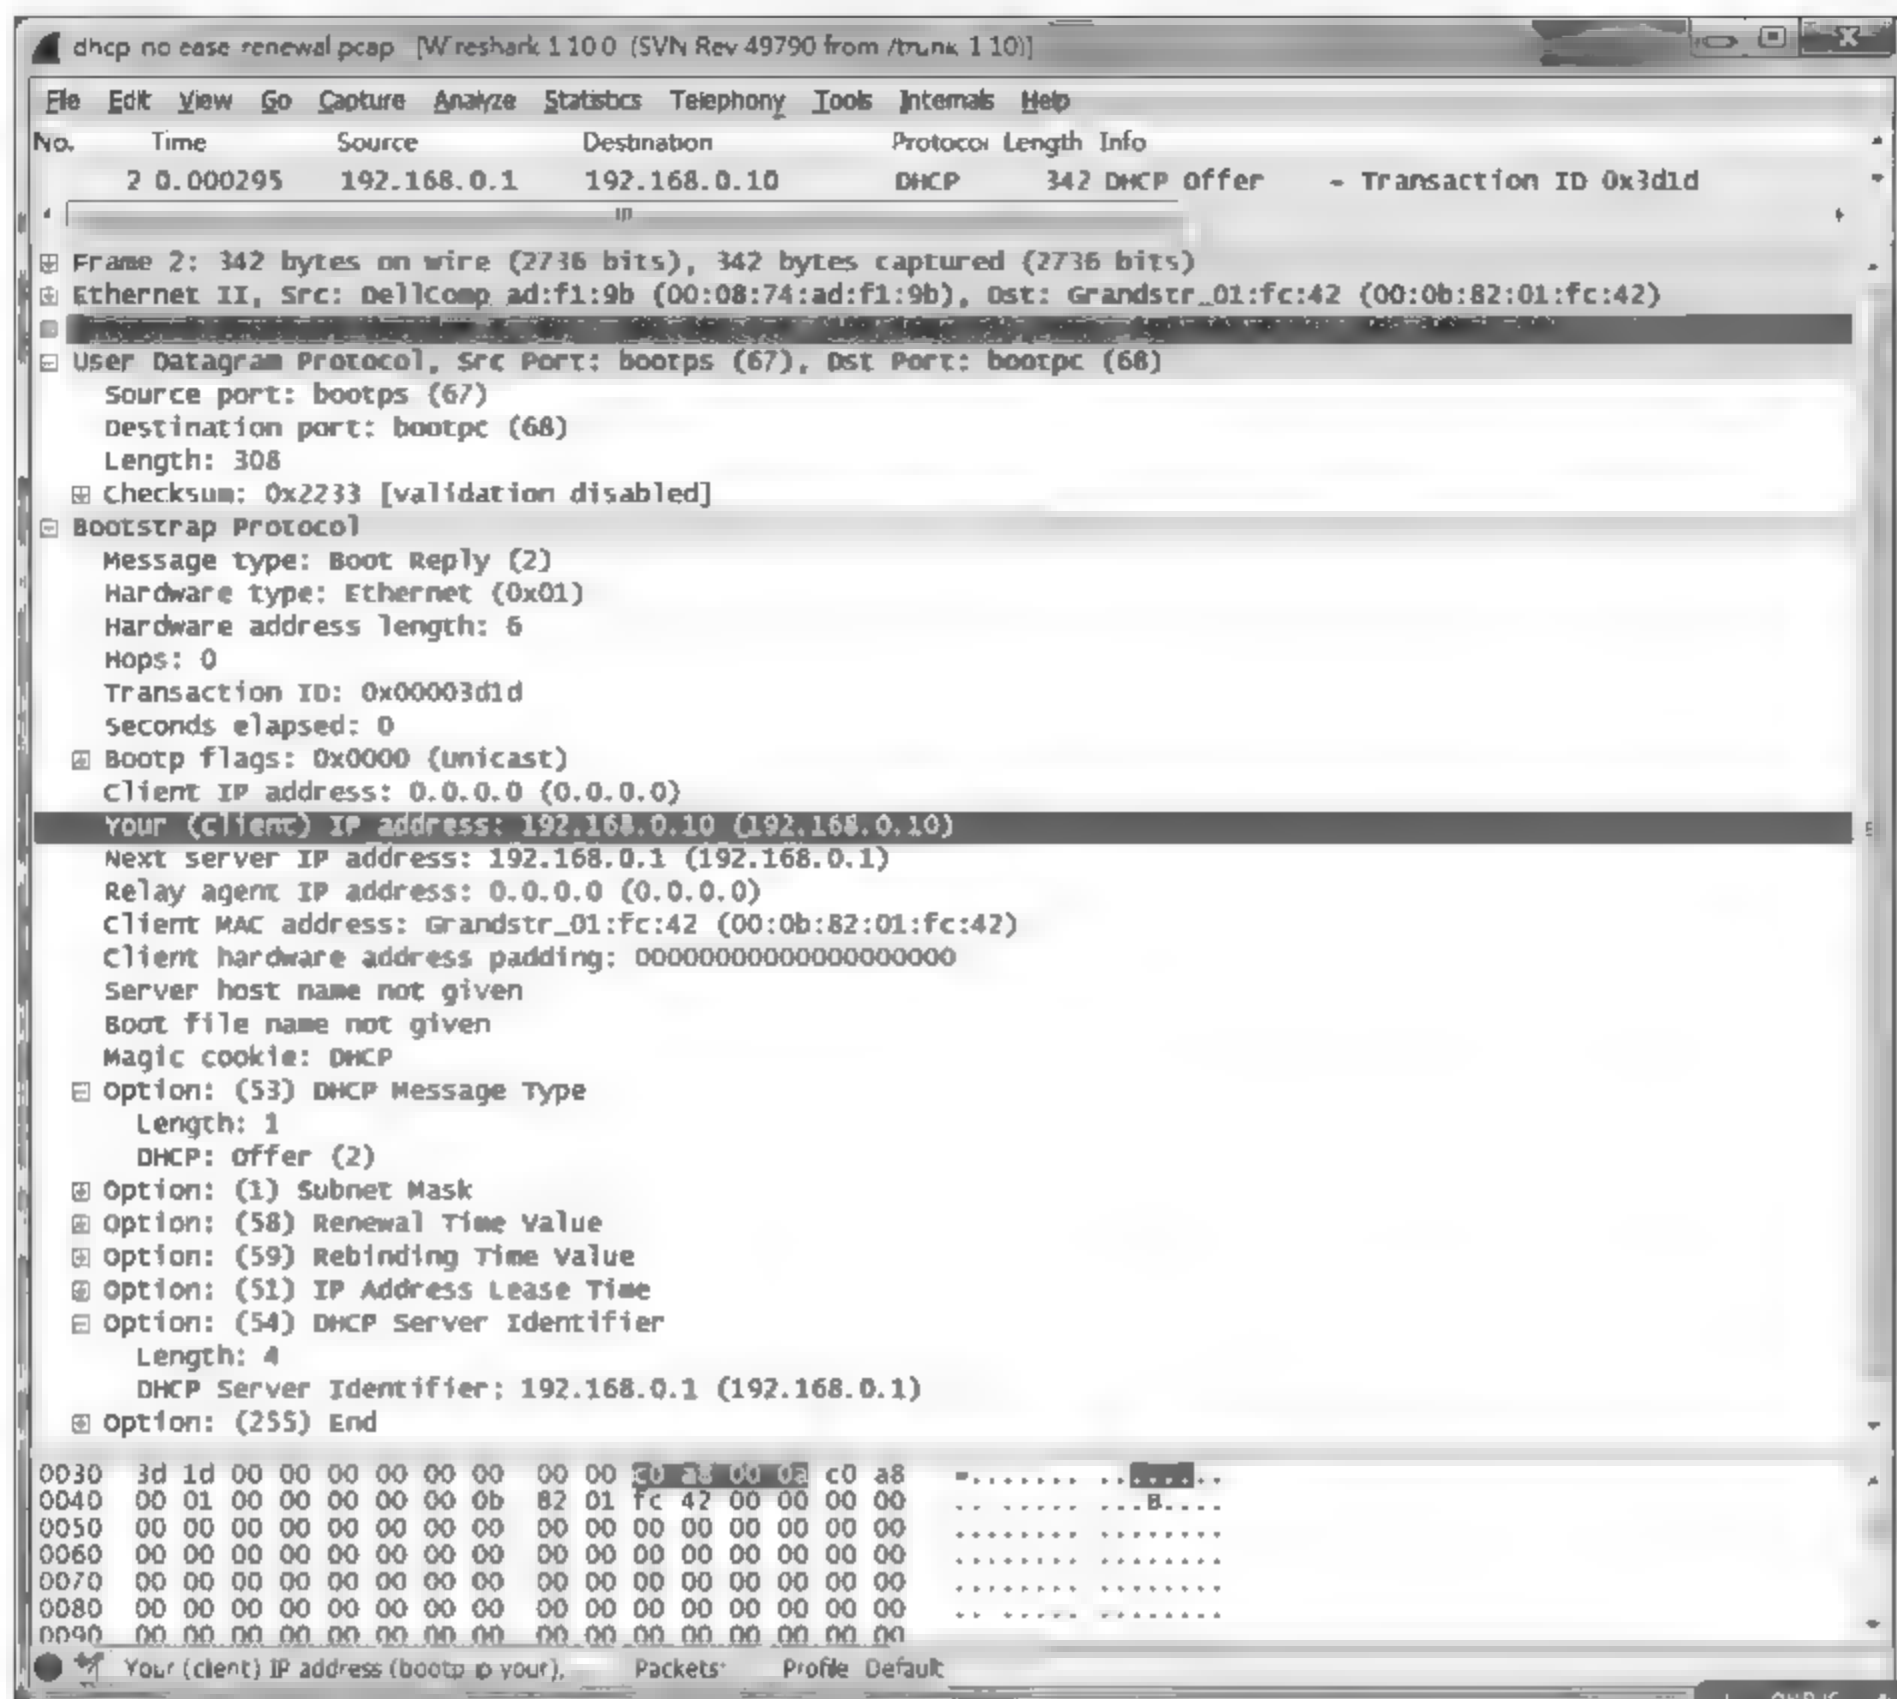 dhcp no ease renewal pcap [Wireshark 1 10 0 (SVN Rev 49790 from /trunk 1 10)]
File Edit View Go Capture Analyze Statistics Telephony Tools Internals Help
No. Time Source Destination Protocol Length Info
2 0.000295 192.168.0.1 192.168.0.10 DHCP 342 DHCP Offer - Transaction ID 0x3d1d
Frame 2: 342 bytes on wire (2736 bits), 342 bytes captured (2736 bits)
Ethernet II, Src: DellComp_ad:f1:9b (00:08:74:ad:f1:9b), Dst: Grandstr_01:fc:42 (00:0b:82:01:fc:42)
User Datagram Protocol, Src Port: bootps (67), Dst Port: bootpc (68)
Source port: bootps (67)
Destination port: bootpc (68)
Length: 308
Checksum: 0x2233 [validation disabled]
Bootstrap Protocol
Message type: Boot Reply (2)
Hardware type: Ethernet (0x01)
Hardware address length: 6
Hops: 0
Transaction ID: 0x00003d1d
Seconds elapsed: 0
Bootp flags: 0x0000 (Unicast)
Client IP address: 0.0.0.0 (0.0.0.0)
Your (client) IP address: 192.168.0.10 (192.168.0.10)
Next server IP address: 192.168.0.1 (192.168.0.1)
Relay agent IP address: 0.0.0.0 (0.0.0.0)
Client MAC address: Grandstr_01:fc:42 (00:0b:82:01:fc:42)
Client hardware address padding: 00000000000000000000
Server host name not given
Boot file name not given
Magic cookie: DHCP
Option: (53) DHCP Message Type
Length: 1
DHCP: Offer (2)
Option: (1) Subnet Mask
Option: (58) Renewal Time Value
Option: (59) Rebinding Time Value
Option: (51) IP Address Lease Time
Option: (54) DHCP Server Identifier
Length: 4
DHCP Server Identifier: 192.168.0.1 (192.168.0.1)
Option: (255) End
0030 3d 1d 00 00 00 00 00 00 00 00 c0 a8 00 0a c0 a8 =....... ........
0040 00 01 00 00 00 00 00 0b 82 01 fc 42 00 00 00 00 ........ ...B....
0050 00 00 00 00 00 00 00 00 00 00 00 00 00 00 00 00 ........ ........
0060 00 00 00 00 00 00 00 00 00 00 00 00 00 00 00 00 ........ ........
0070 00 00 00 00 00 00 00 00 00 00 00 00 00 00 00 00 ........ ........
0080 00 00 00 00 00 00 00 00 00 00 00 00 00 00 00 00 ........ ........
0090 00 00 00 00 00 00 00 00 00 00 00 00 00 00 00 00
Your (client) IP address (bootp ip your), Packets: Profile Default